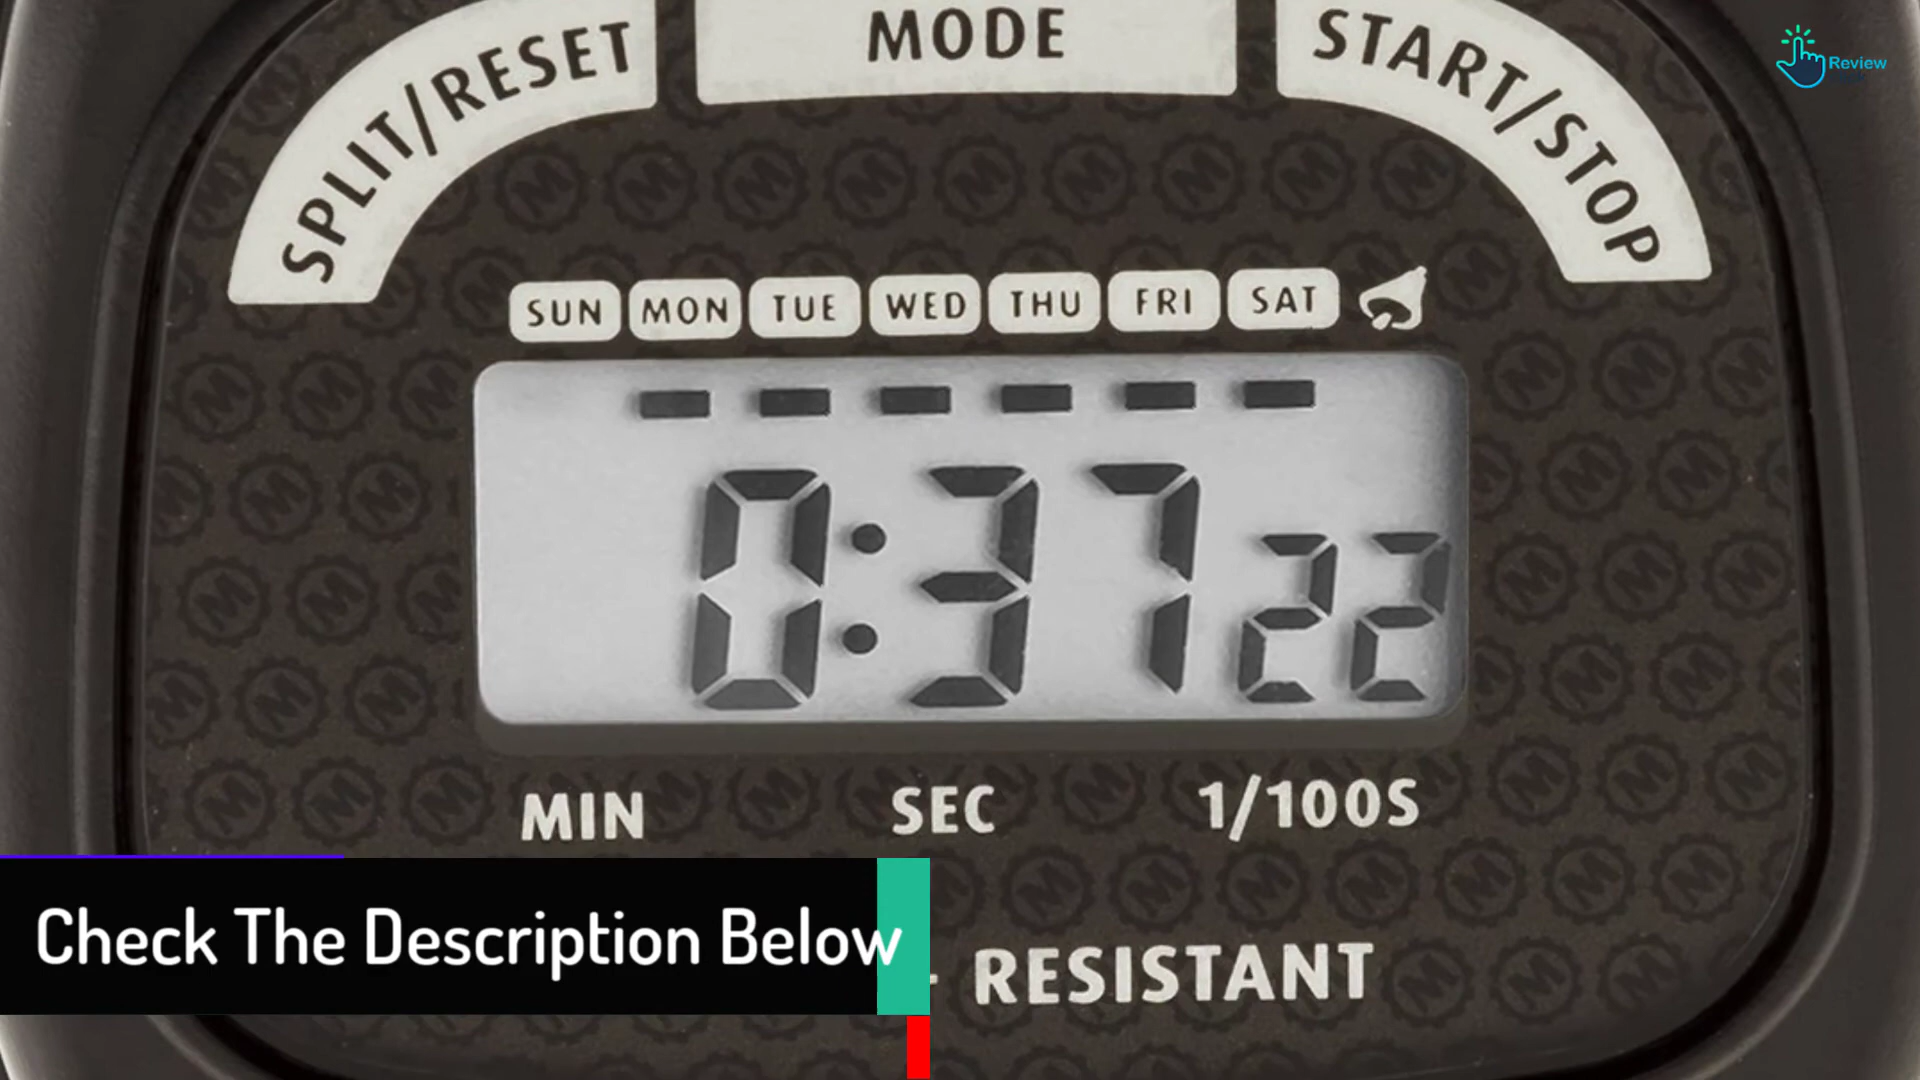 SPLIT/RESET
MODE
START/STOP
Review
SUN MON TUE WED THU FRI SAT
0:37 22
MIN SEC 1/100S
Check The Description Below
- RESISTANT